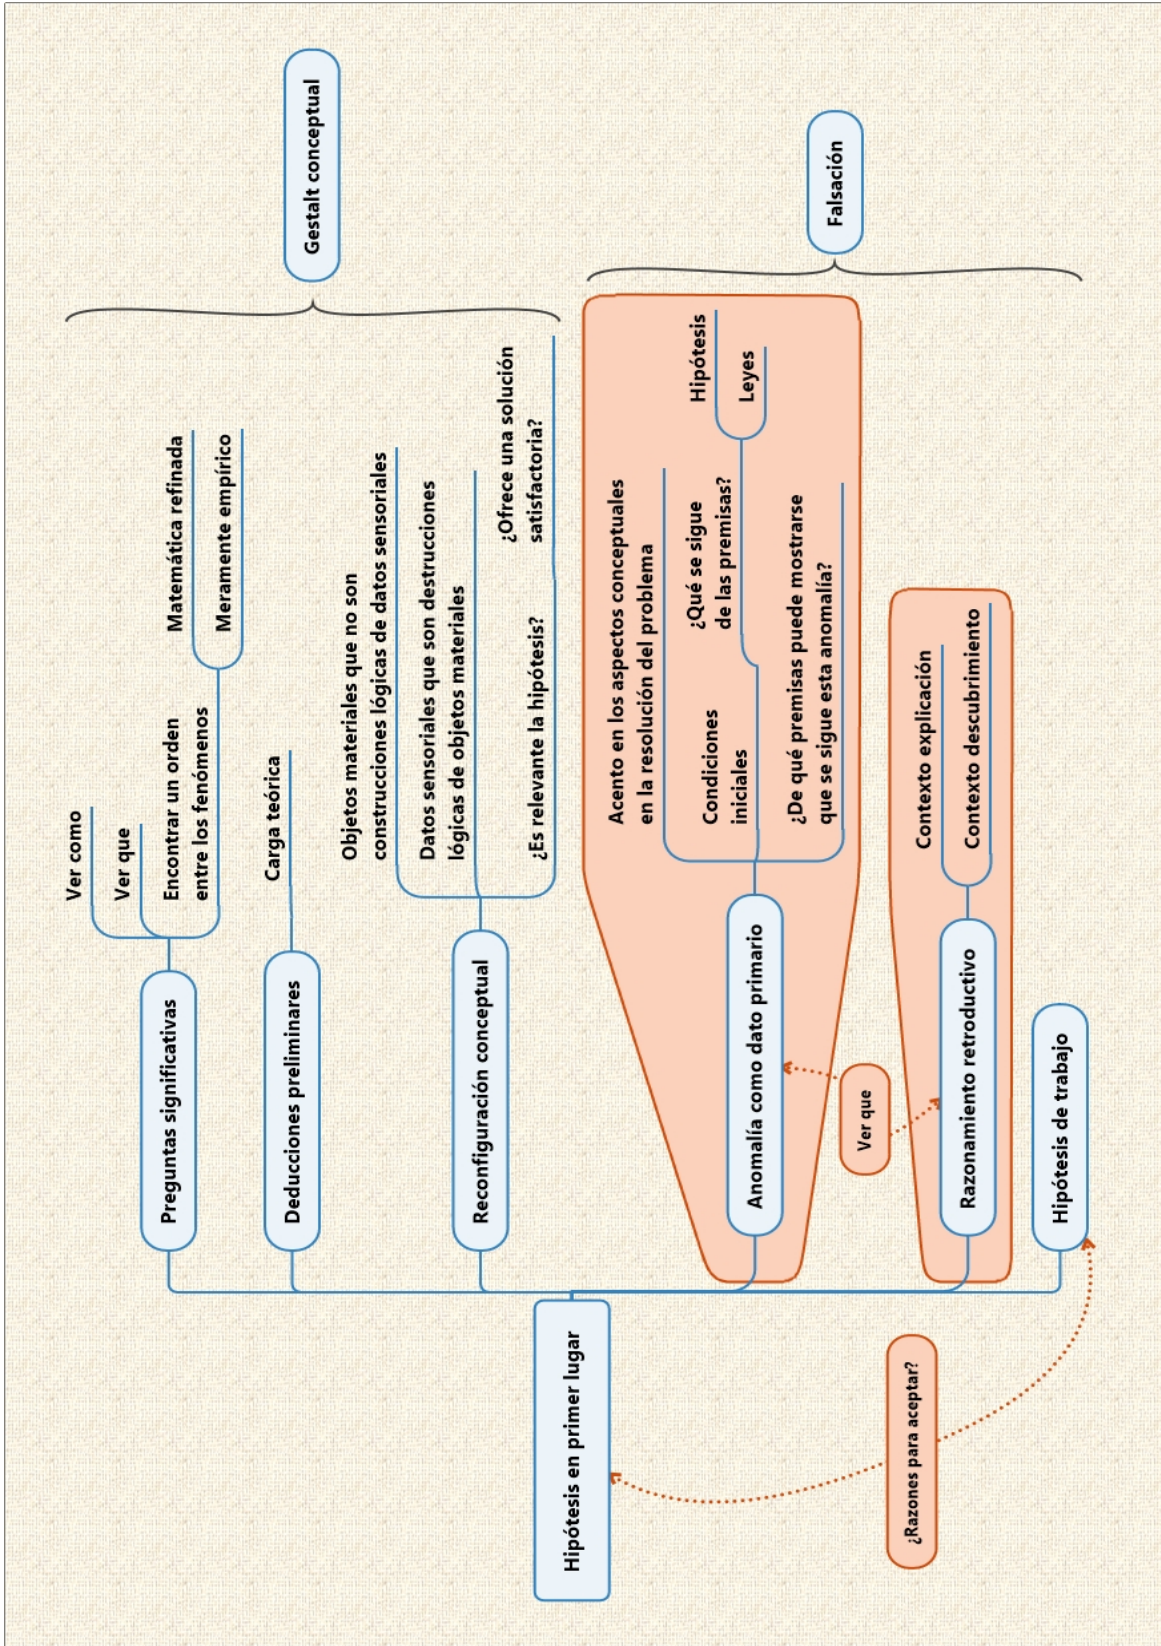 Hipótesis en primer lugar
Preguntas significativas
Ver como
Ver que
Encontrar un orden
entre los fenómenos
Matemática refinada
Meramente empírico
Deducciones preliminares
Carga teórica
Reconfiguración conceptual
Objetos materiales que no son
construcciones lógicas de datos sensoriales
Datos sensoriales que son destrucciones
lógicas de objetos materiales
¿Es relevante la hipótesis?
¿Ofrece una solución
satisfactoria?
Gestalt conceptual
Anomalía como dato primario
Acento en los aspectos conceptuales
en la resolución del problema
Condiciones
iniciales
¿Qué se sigue
de las premisas?
Hipótesis
Leyes
¿De qué premisas puede mostrarse
que se sigue esta anomalía?
Ver que
Razonamiento retroductivo
Contexto explicación
Contexto descubrimiento
Hipótesis de trabajo
Falsación
¿Razones para aceptar?